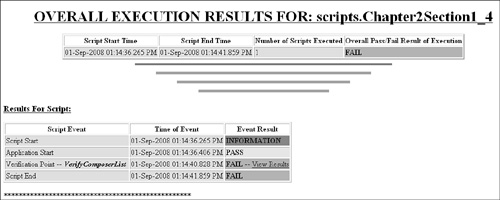 OVERALL EXECUTION RESULTS FOR: scripts.Chapter2Section1_4
Script Start Time Script End Time Number of Scripts Executed Overall Pass/Fail Result of Execution
01-Sep-2008 01:14:36.265 PM 01-Sep-2008 01:14:41.859 PM 1 FAIL
Results For Script:
Script Event Time of Event Event Result
Script Start 01-Sep-2008 01:14:36.265 PM INFORMATION
Application Start 01-Sep-2008 01:14:36.406 PM PASS
Verification Point -- VerifyComposerList 01-Sep-2008 01:14:40.828 PM FAIL -- View Results
Script End 01-Sep-2008 01:14:41.859 PM FAIL